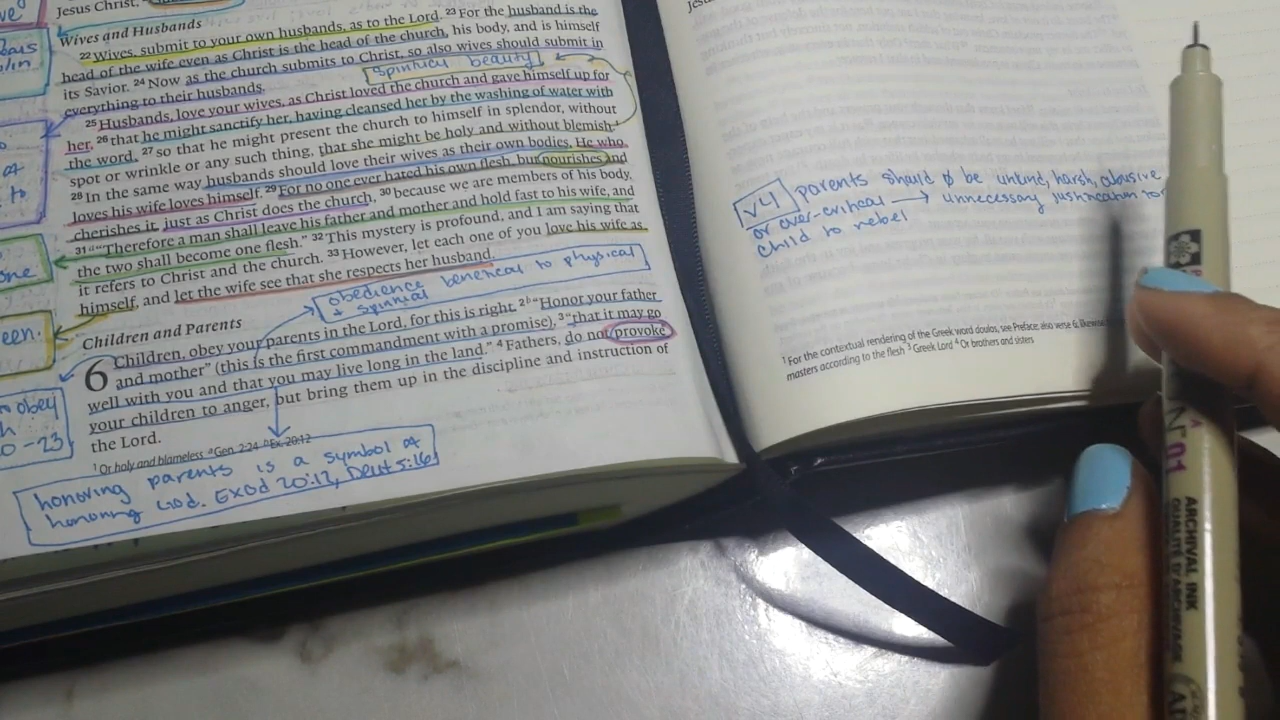 Jesus Christ.
Wives and Husbands
22 Wives, submit to your own husbands, as to the Lord. 23 For the husband is the
head of the wife even as Christ is the head of the church, his body, and is himself
its Savior. 24 Now as the church submits to Christ, so also wives should submit in
everything to their husbands.
spiritual beauty
25 Husbands, love your wives, as Christ loved the church and gave himself up for
her, 26 that he might sanctify her, having cleansed her by the washing of water with
the word, 27 so that he might present the church to himself in splendor, without
spot or wrinkle or any such thing, that she might be holy and without blemish.
28 In the same way husbands should love their wives as their own bodies. He who
loves his wife loves himself. 29 For no one ever hated his own flesh, but nourishes and
cherishes it, just as Christ does the church, 30 because we are members of his body.
31 a "Therefore a man shall leave his father and mother and hold fast to his wife, and
the two shall become one flesh." 32 This mystery is profound, and I am saying that
it refers to Christ and the church. 33 However, let each one of you love his wife as
himself, and let the wife see that she respects her husband.
obedience beneficial to physical
+ spiritual
Children and Parents
6 Children, obey your parents in the Lord, for this is right. 2 b "Honor your father
and mother" (this is the first commandment with a promise), 3 "that it may go
well with you and that you may live long in the land." 4 Fathers, do not provoke
your children to anger, but bring them up in the discipline and instruction of
the Lord.
1 Or holy and blameless a Gen. 2:24 b Ex. 20:12
honoring parents is a symbol of
honoring God. Exod 20:12, Deut 5:16
one
een.
obey
0-23
of
to
v4 parents should ∅ be unkind, harsh, abusive
or over-critical → unnecessary justification for
child to rebel
1 For the contextual rendering of the Greek word doulos, see Preface; also verse 6; likewise
masters according to the flesh 3 Greek Lord 4 Or brothers and sisters
N° 01
ARCHIVAL INK
QUALITÉ D'ARCHIVAGE